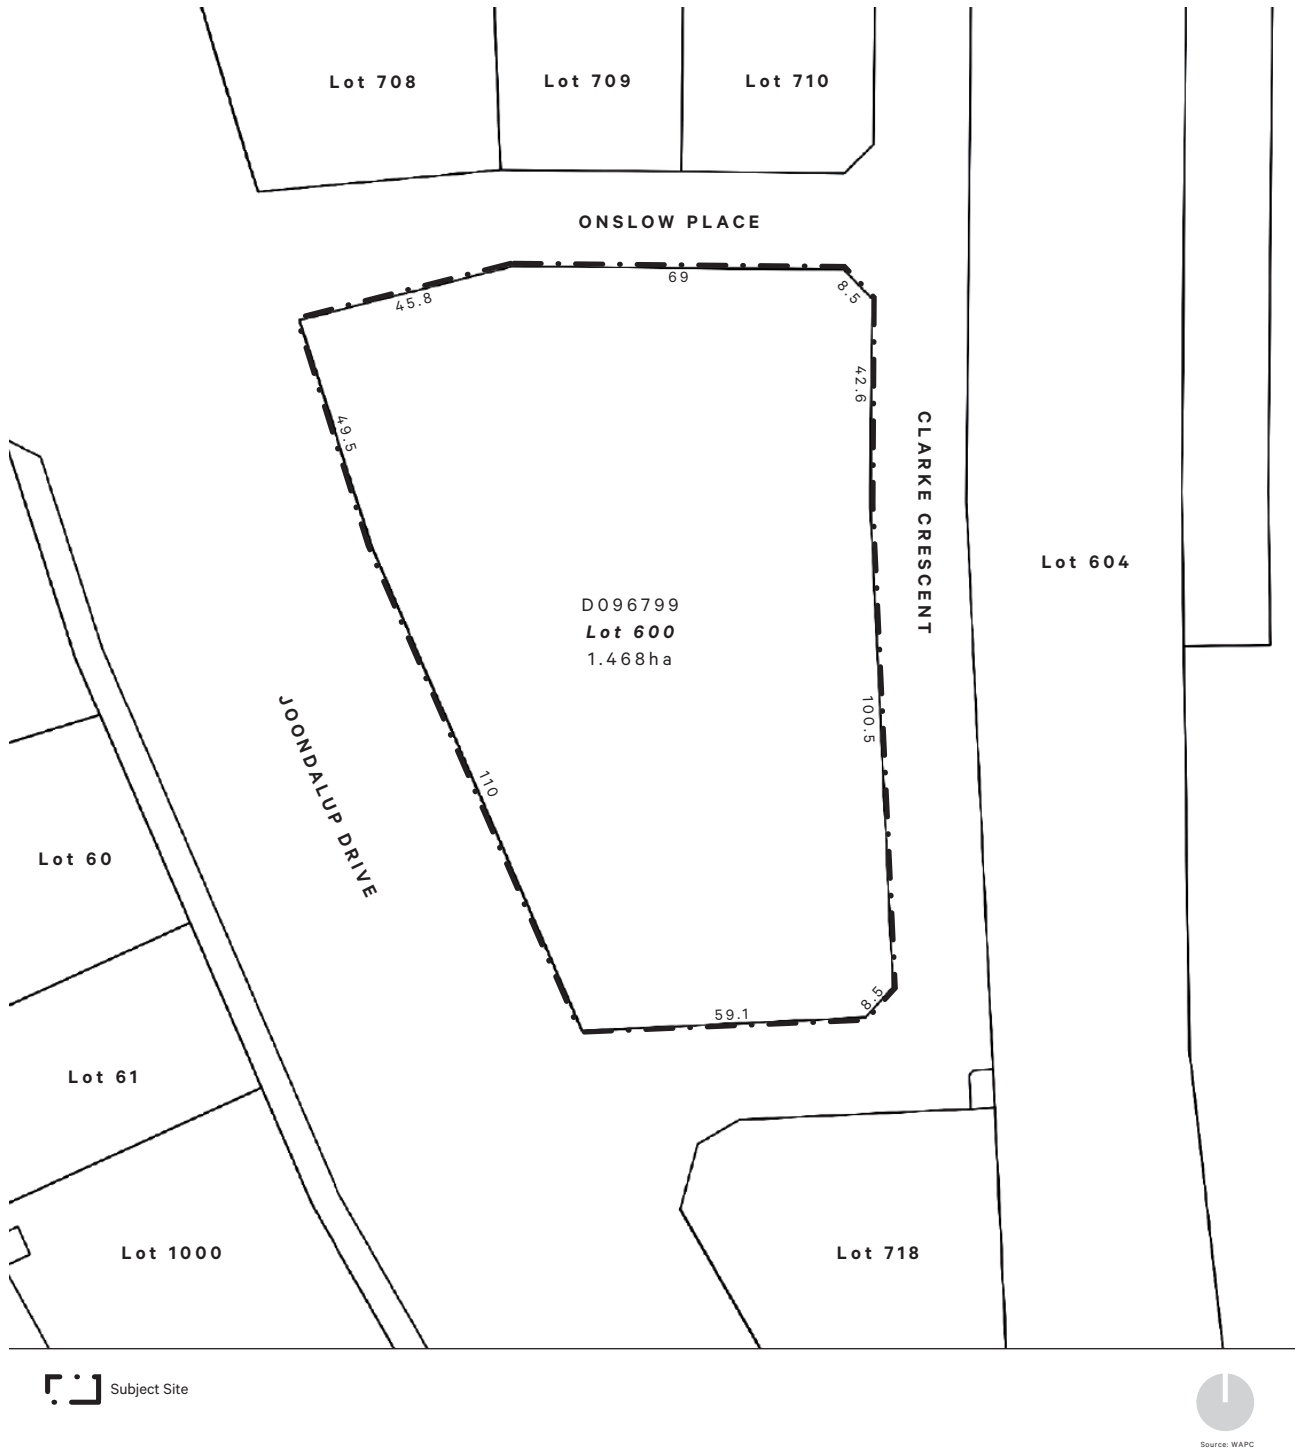 Lot 708
Lot 709
Lot 710
ONSLOW PLACE
69
45.8
8.5
42.6
49.5
CLARKE CRESCENT
Lot 604
D096799
Lot 600
1.468ha
JOONDALUP DRIVE
100.5
110
Lot 60
8.5
59.1
Lot 61
Lot 1000
Lot 718
Subject Site
Source: WAPC